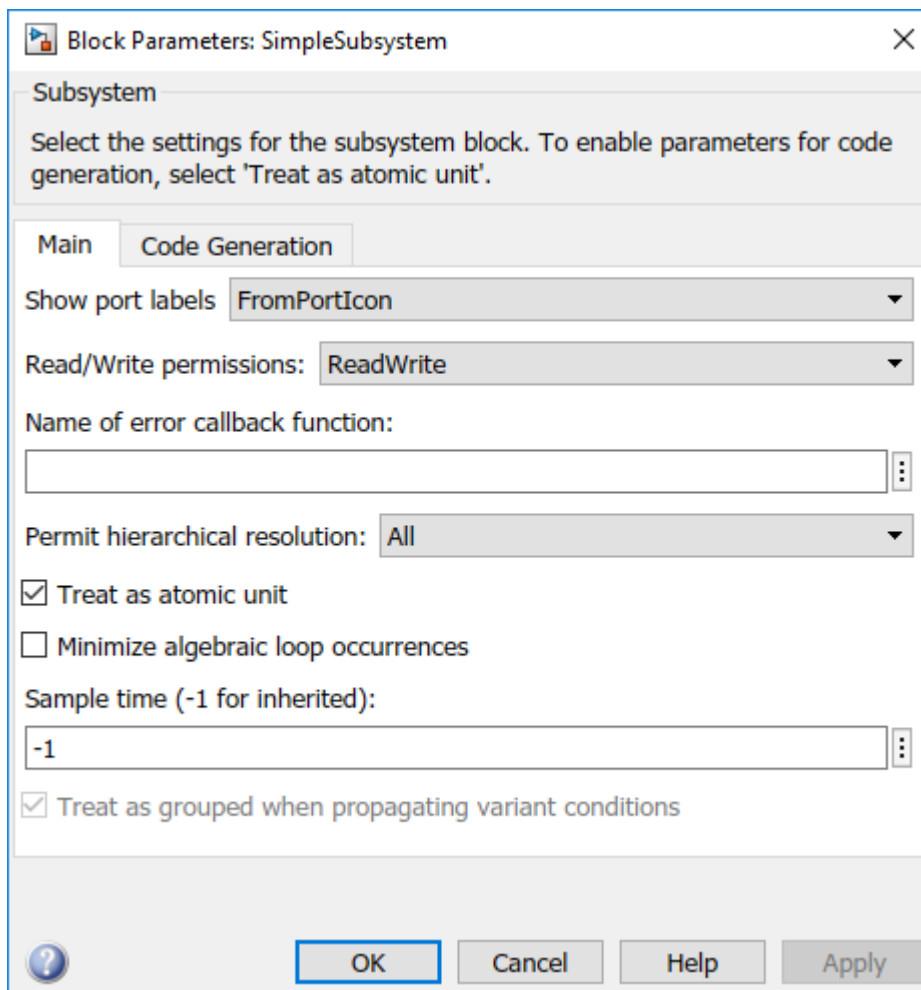 Block Parameters: SimpleSubsystem
Subsystem
Select the settings for the subsystem block. To enable parameters for code
generation, select 'Treat as atomic unit'.
Main
Code Generation
Show port labels FromPortIcon
Read/Write permissions: ReadWrite
Name of error callback function:
Permit hierarchical resolution: All
Treat as atomic unit
Minimize algebraic loop occurrences
Sample time (-1 for inherited):
-1
Treat as grouped when propagating variant conditions
? OK Cancel Help Apply